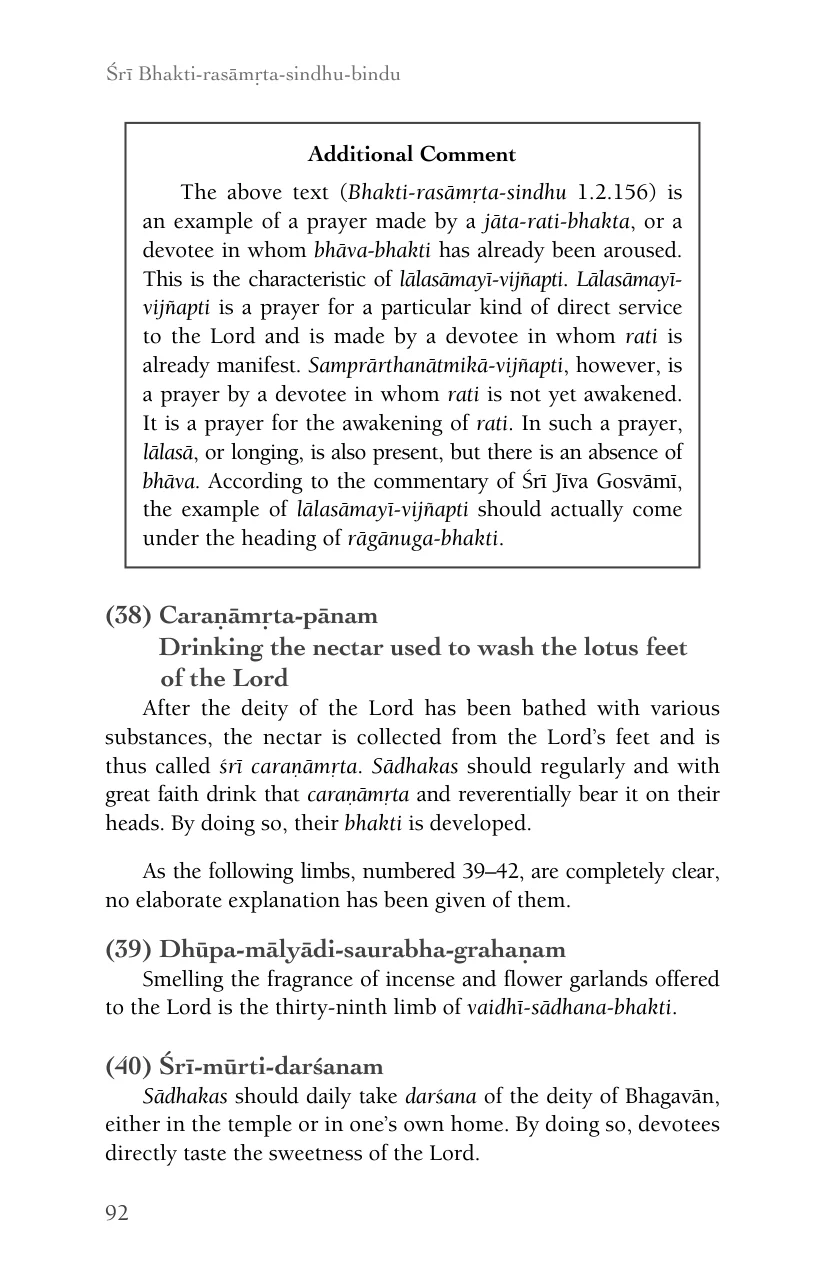 Śrī Bhakti-rasāmṛta-sindhu-bindu
Additional Comment
The above text (Bhakti-rasāmṛta-sindhu 1.2.156) is
an example of a prayer made by a jāta-rati-bhakta, or a
devotee in whom bhāva-bhakti has already been aroused.
This is the characteristic of lālasāmayī-vijñapti. Lālasāmayī-
vijñapti is a prayer for a particular kind of direct service
to the Lord and is made by a devotee in whom rati is
already manifest. Samprārthanātmikā-vijñapti, however, is
a prayer by a devotee in whom rati is not yet awakened.
It is a prayer for the awakening of rati. In such a prayer,
lālasā, or longing, is also present, but there is an absence of
bhāva. According to the commentary of Śrī Jīva Gosvāmī,
the example of lālasāmayī-vijñapti should actually come
under the heading of rāgānuga-bhakti.
(38) Caraṇāmṛta-pānam
Drinking the nectar used to wash the lotus feet
of the Lord
After the deity of the Lord has been bathed with various
substances, the nectar is collected from the Lord’s feet and is
thus called śrī caraṇāmṛta. Sādhakas should regularly and with
great faith drink that caraṇāmṛta and reverentially bear it on their
heads. By doing so, their bhakti is developed.
As the following limbs, numbered 39–42, are completely clear,
no elaborate explanation has been given of them.
(39) Dhūpa-mālyādi-saurabha-grahaṇam
Smelling the fragrance of incense and flower garlands offered
to the Lord is the thirty-ninth limb of vaidhī-sādhana-bhakti.
(40) Śrī-mūrti-darśanam
Sādhakas should daily take darśana of the deity of Bhagavān,
either in the temple or in one’s own home. By doing so, devotees
directly taste the sweetness of the Lord.
92